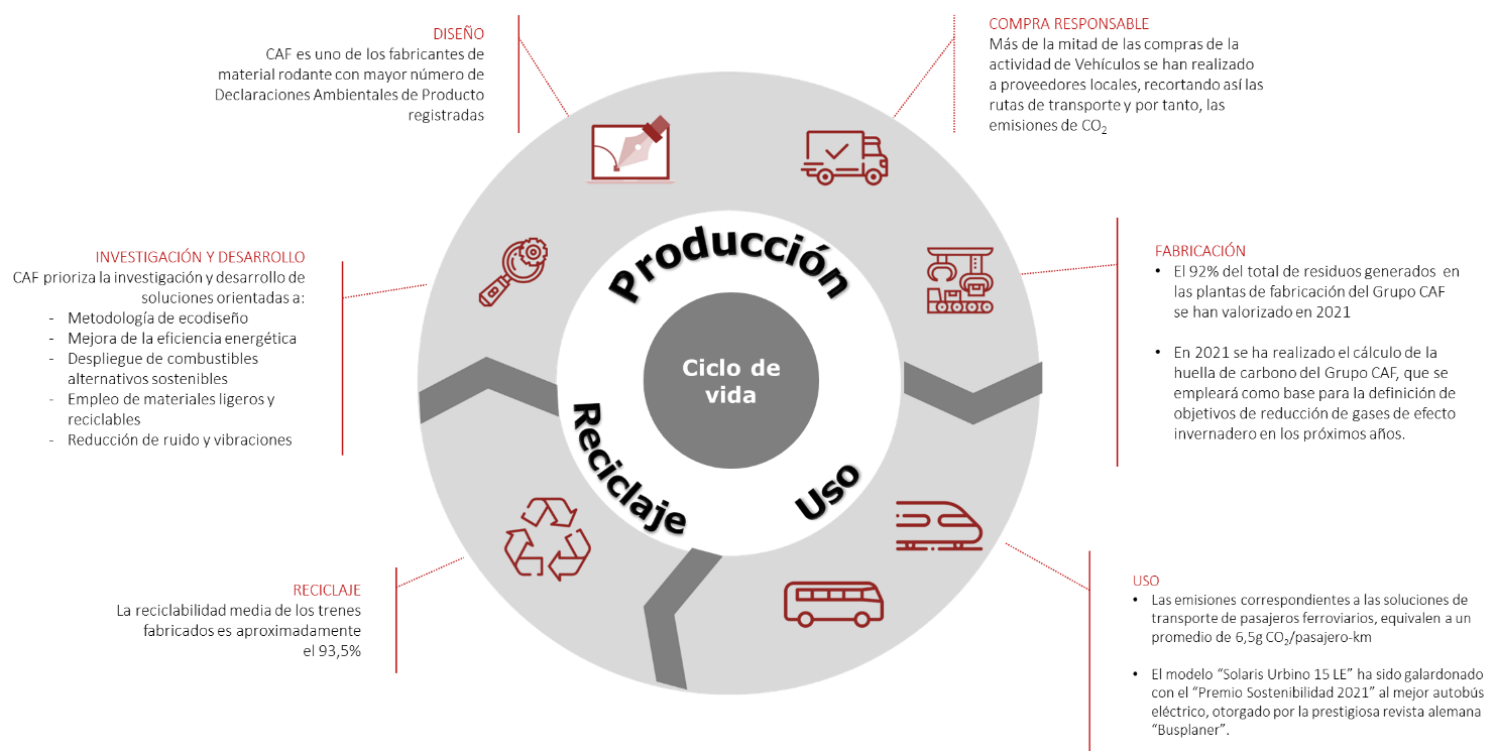 DISEÑO
CAF es uno de los fabricantes de
material rodante con mayor número de
Declaraciones Ambientales de Producto
registradas
COMPRA RESPONSABLE
Más de la mitad de las compras de la
actividad de Vehículos se han realizado
a proveedores locales, recortando así las
rutas de transporte y por tanto, las
emisiones de CO₂
INVESTIGACIÓN Y DESARROLLO
CAF prioriza la investigación y desarrollo de
soluciones orientadas a:
- Metodología de ecodiseño
- Mejora de la eficiencia energética
- Despliegue de combustibles
alternativos sostenibles
- Empleo de materiales ligeros y
reciclables
- Reducción de ruido y vibraciones
Producción
Ciclo de
vida
Reciclaje
Uso
FABRICACIÓN
• El 92% del total de residuos generados en
las plantas de fabricación del Grupo CAF
se han valorizado en 2021
• En 2021 se ha realizado el cálculo de la
huella de carbono del Grupo CAF, que se
empleará como base para la definición de
objetivos de reducción de gases de efecto
invernadero en los próximos años.
RECICLAJE
La reciclabilidad media de los trenes
fabricados es aproximadamente
el 93,5%
USO
• Las emisiones correspondientes a las soluciones de
transporte de pasajeros ferroviarios, equivalen a un
promedio de 6,5g CO₂/pasajero-km
• El modelo “Solaris Urbino 15 LE” ha sido galardonado
con el “Premio Sostenibilidad 2021” al mejor autobús
eléctrico, otorgado por la prestigiosa revista alemana
“Busplaner”.